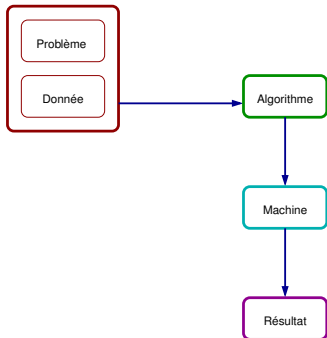 Problème
Donnée
Algorithme
Machine
Résultat